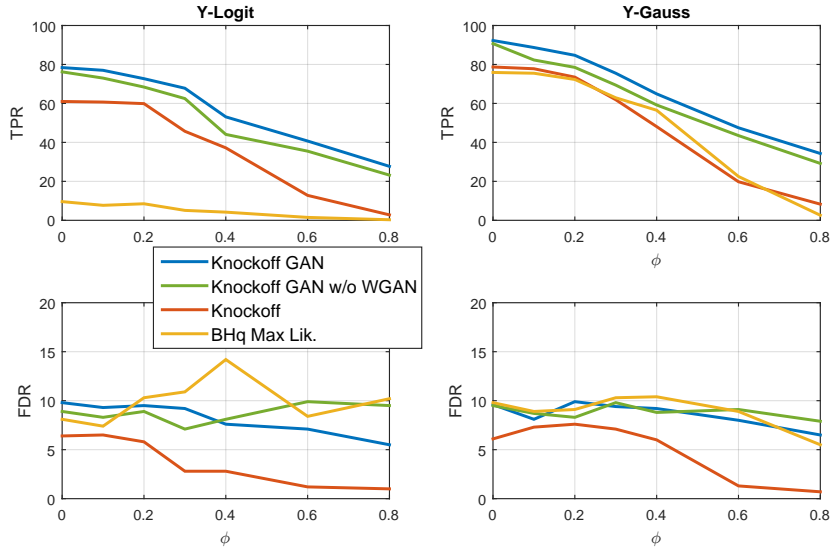 Y-Logit
100
80
60
40
20
0
TPR
0 0.2 0.4 0.6 0.8
Y-Gauss
100
80
60
40
20
0
TPR
0 0.2 0.4 0.6 0.8
ϕ
Knockoff GAN
Knockoff GAN w/o WGAN
Knockoff
BHq Max Lik.
20
15
10
5
0
FDR
0 0.2 0.4 0.6 0.8
ϕ
20
15
10
5
0
FDR
0 0.2 0.4 0.6 0.8
ϕ